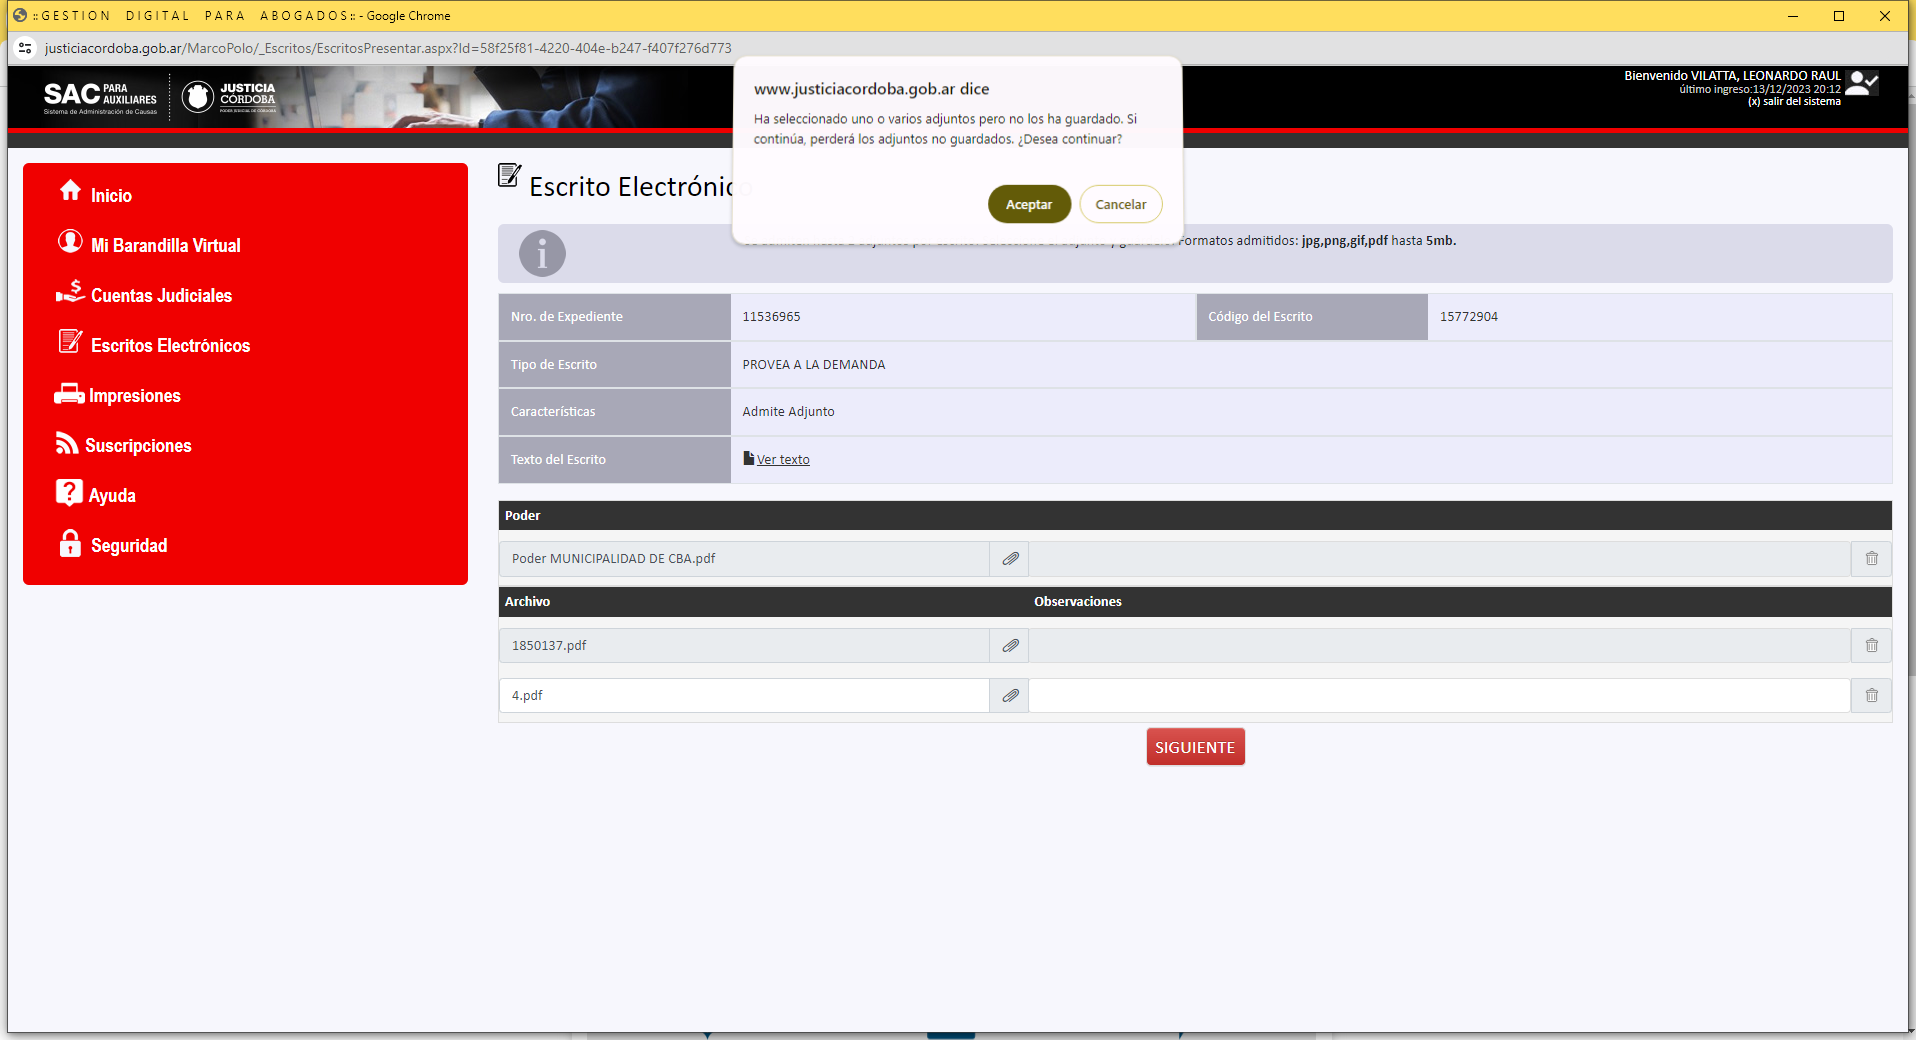 ::GESTION DIGITAL PARA ABOGADOS:: - Google Chrome
justiciacordoba.gob.ar/MarcoPolo/_Escritos/EscritosPresentar.aspx?Id=58f25f81-4220-404e-b247-f407f276d773
SAC PARA AUXILIARES
Sistema de Administración de Causas
JUSTICIA
CÓRDOBA
PODER JUDICIAL DE CÓRDOBA
Bienvenido VILATTA, LEONARDO RAUL
último ingreso:13/12/2023 20:12
(x) salir del sistema
www.justiciacordoba.gob.ar dice
Ha seleccionado uno o varios adjuntos pero no los ha guardado. Si
continúa, perderá los adjuntos no guardados. ¿Desea continuar?
Aceptar
Cancelar
Inicio
Mi Barandilla Virtual
Cuentas Judiciales
Escritos Electrónicos
Impresiones
Suscripciones
Ayuda
Seguridad
Escrito Electrónico
Formatos admitidos: jpg,png,gif,pdf hasta 5mb.
Nro. de Expediente 11536965 Código del Escrito 15772904
Tipo de Escrito PROVEA A LA DEMANDA
Características Admite Adjunto
Texto del Escrito Ver texto
Poder
Poder MUNICIPALIDAD DE CBA.pdf
Archivo Observaciones
1850137.pdf
4.pdf
SIGUIENTE